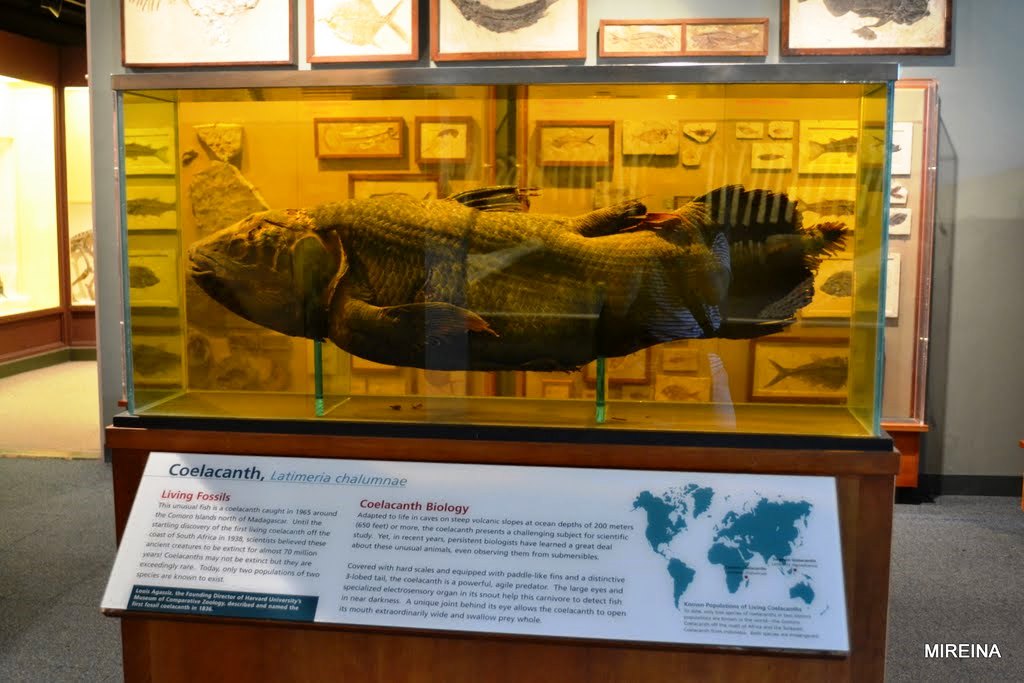 Coelacanth, Latimeria chalumnae
Living Fossils
This unusual fish is a coelacanth caught in 1965 around
the Comoro Islands north of Madagascar. Until the
startling discovery of the first living coelacanth off the
coast of South Africa in 1938, scientists believed these
ancient creatures to be extinct for almost 70 million
years! Coelacanths may not be extinct but they are
exceedingly rare. Today, only two populations of two
species are known to exist.
Louis Agassiz, the Founding Director of Harvard University's
Museum of Comparative Zoology, described and named the
first fossil coelacanth in 1836.
Coelacanth Biology
Adapted to life in caves on steep volcanic slopes at ocean depths of 200 meters
(650 feet) or more, the coelacanth presents a challenging subject for scientific
study. Yet, in recent years, persistent biologists have learned a great deal
about these unusual animals, even observing them from submersibles.
Covered with hard scales and equipped with paddle-like fins and a distinctive
3-lobed tail, the coelacanth is a powerful, agile predator. The large eyes and
specialized electrosensory organ in its snout help this carnivore to detect fish
in near darkness. A unique joint behind its eye allows the coelacanth to open
its mouth extraordinarily wide and swallow prey whole.
Known Populations of Living Coelacanths
MIREINA